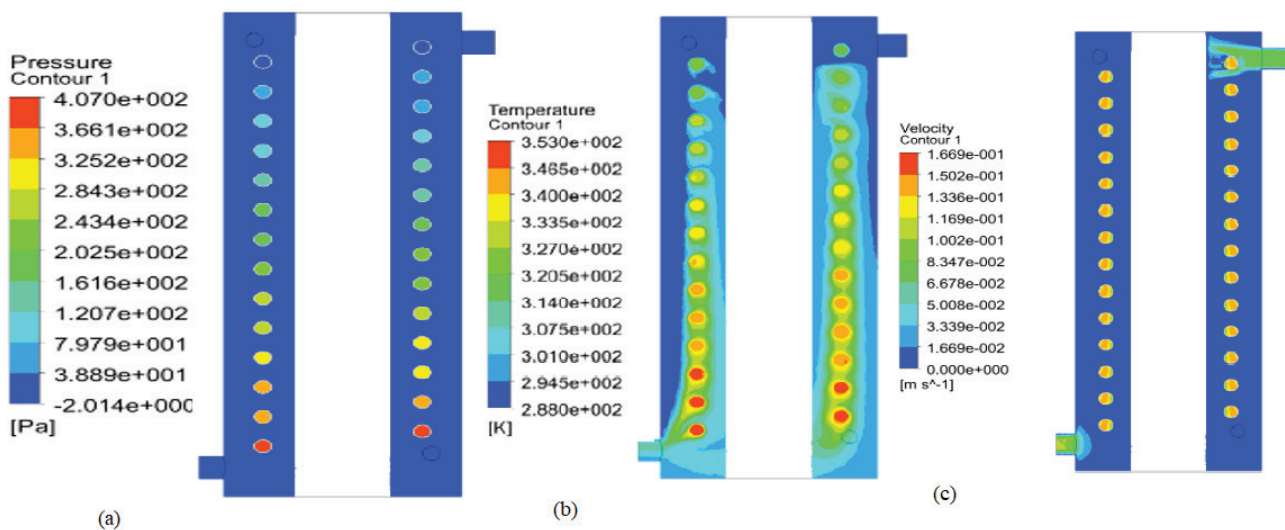 Pressure
Contour 1
4.070e+002
3.661e+002
3.252e+002
2.843e+002
2.434e+002
2.025e+002
1.616e+002
1.207e+002
7.979e+001
3.889e+001
-2.014e+000
[Pa]
(a)
Temperature
Contour 1
3.530e+002
3.465e+002
3.400e+002
3.335e+002
3.270e+002
3.205e+002
3.140e+002
3.075e+002
3.010e+002
2.945e+002
2.880e+002
[K]
(b)
Velocity
Contour 1
1.669e-001
1.502e-001
1.336e-001
1.169e-001
1.002e-001
8.347e-002
6.678e-002
5.008e-002
3.339e-002
1.669e-002
0.000e+000
[m s^-1]
(c)